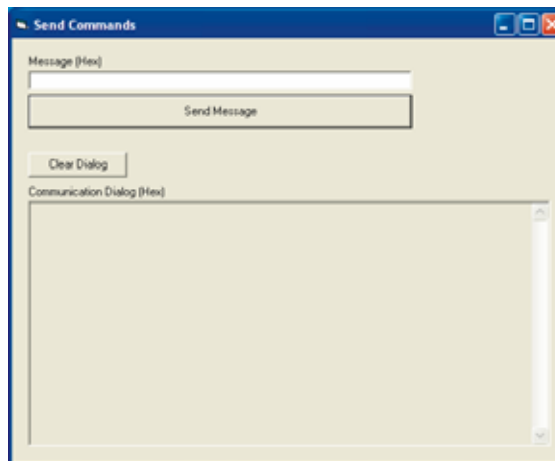 Send Commands
Message (Hex)
Send Message
Clear Dialog
Communication Dialog (Hex)